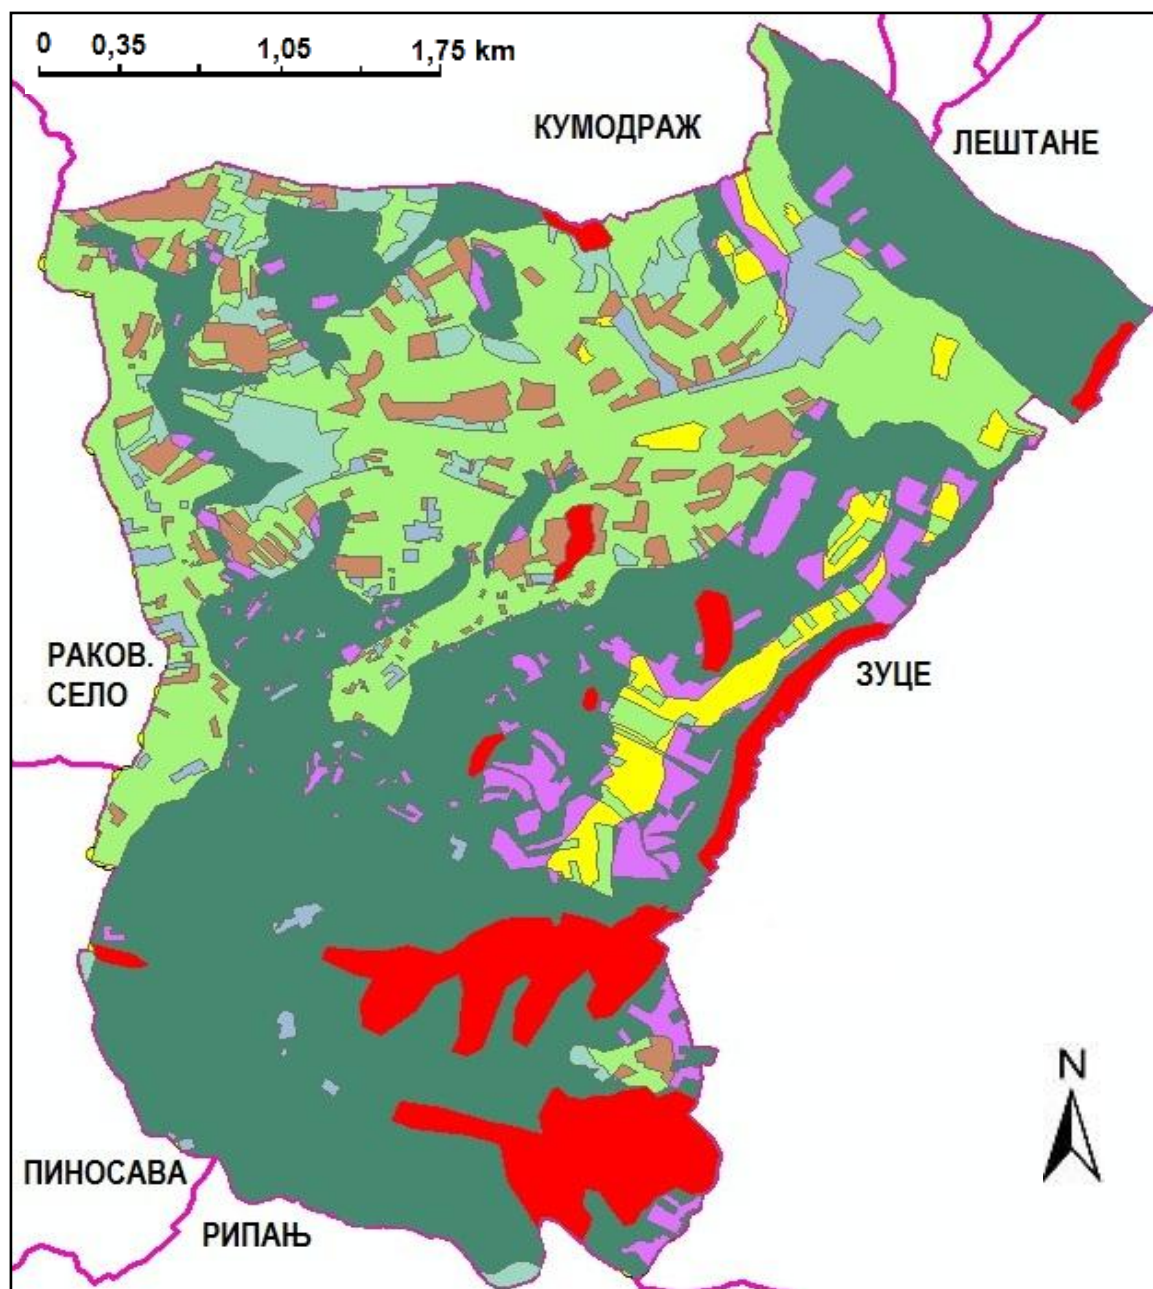 0 0,35 1,05 1,75 km
КУМОДРАЖ
ЛЕШТАНЕ
РАКОВ.
СЕЛО
ЗУЦЕ
N
ПИНОСАВА
РИПАЊ